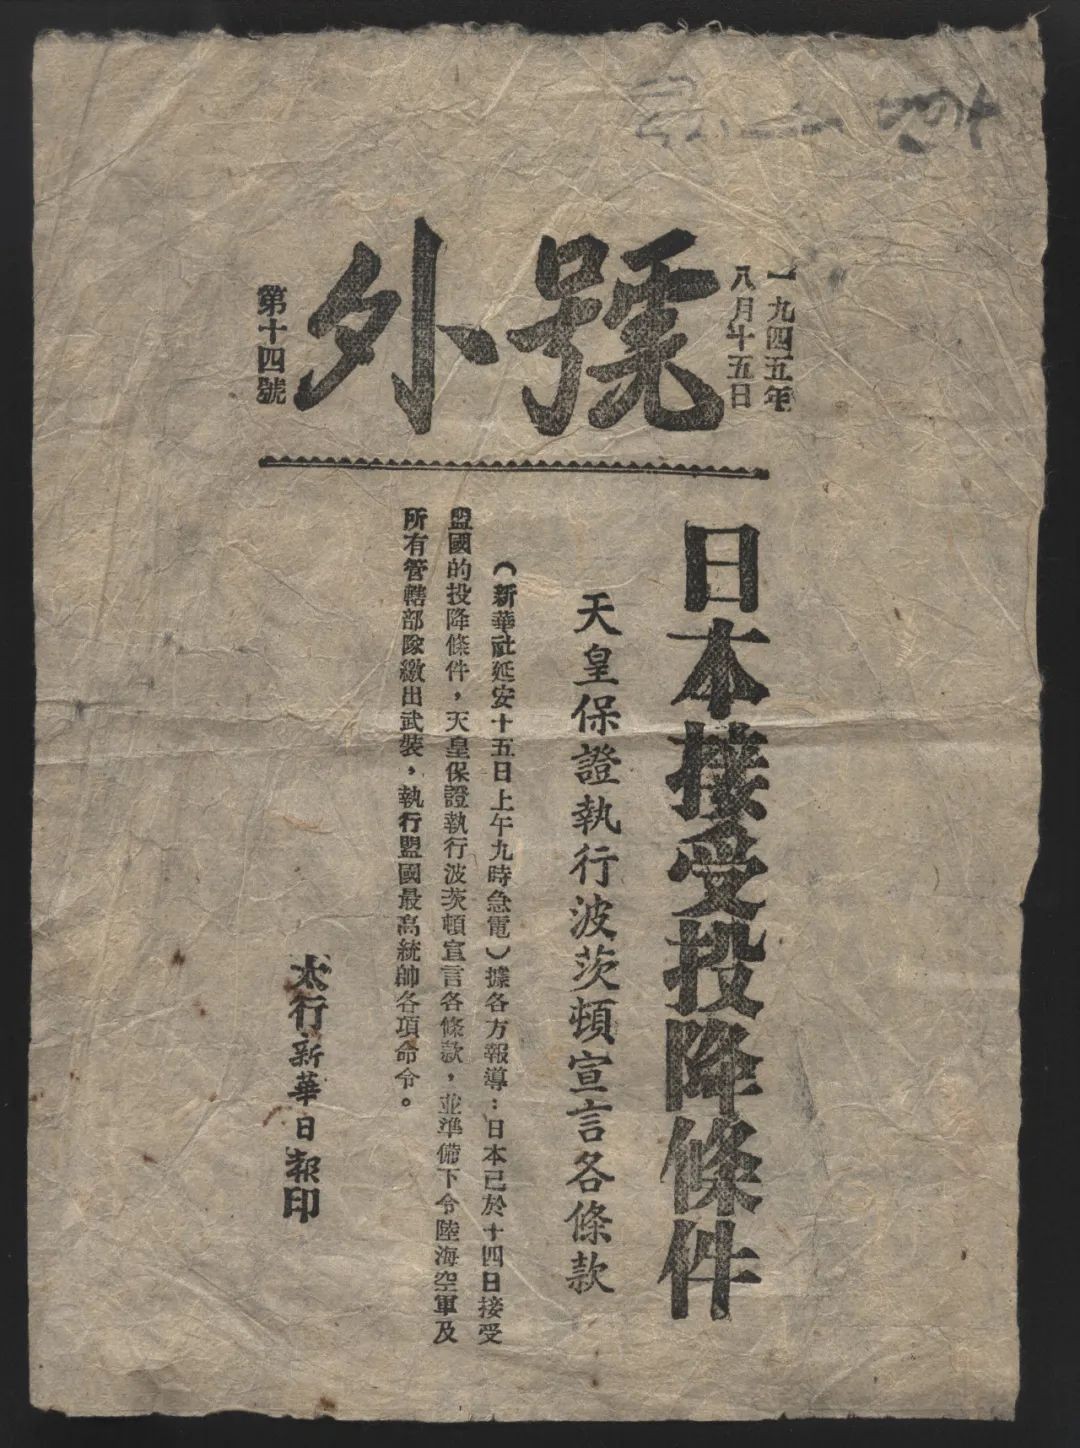 一九四五年
八月十五日
號外
第十四號
日本接受投降條件
天皇保證執行波茨頓宣言各條款
（新華社延安十五日上午九時急電）據各方報導：日本已於十四日接受
盟國的投降條件，天皇保證執行波茨頓宣言各條款，並準備下令陸海空軍及
所有管轄部隊繳出武裝，執行盟國最高統帥各項命令。
太行新華日報印